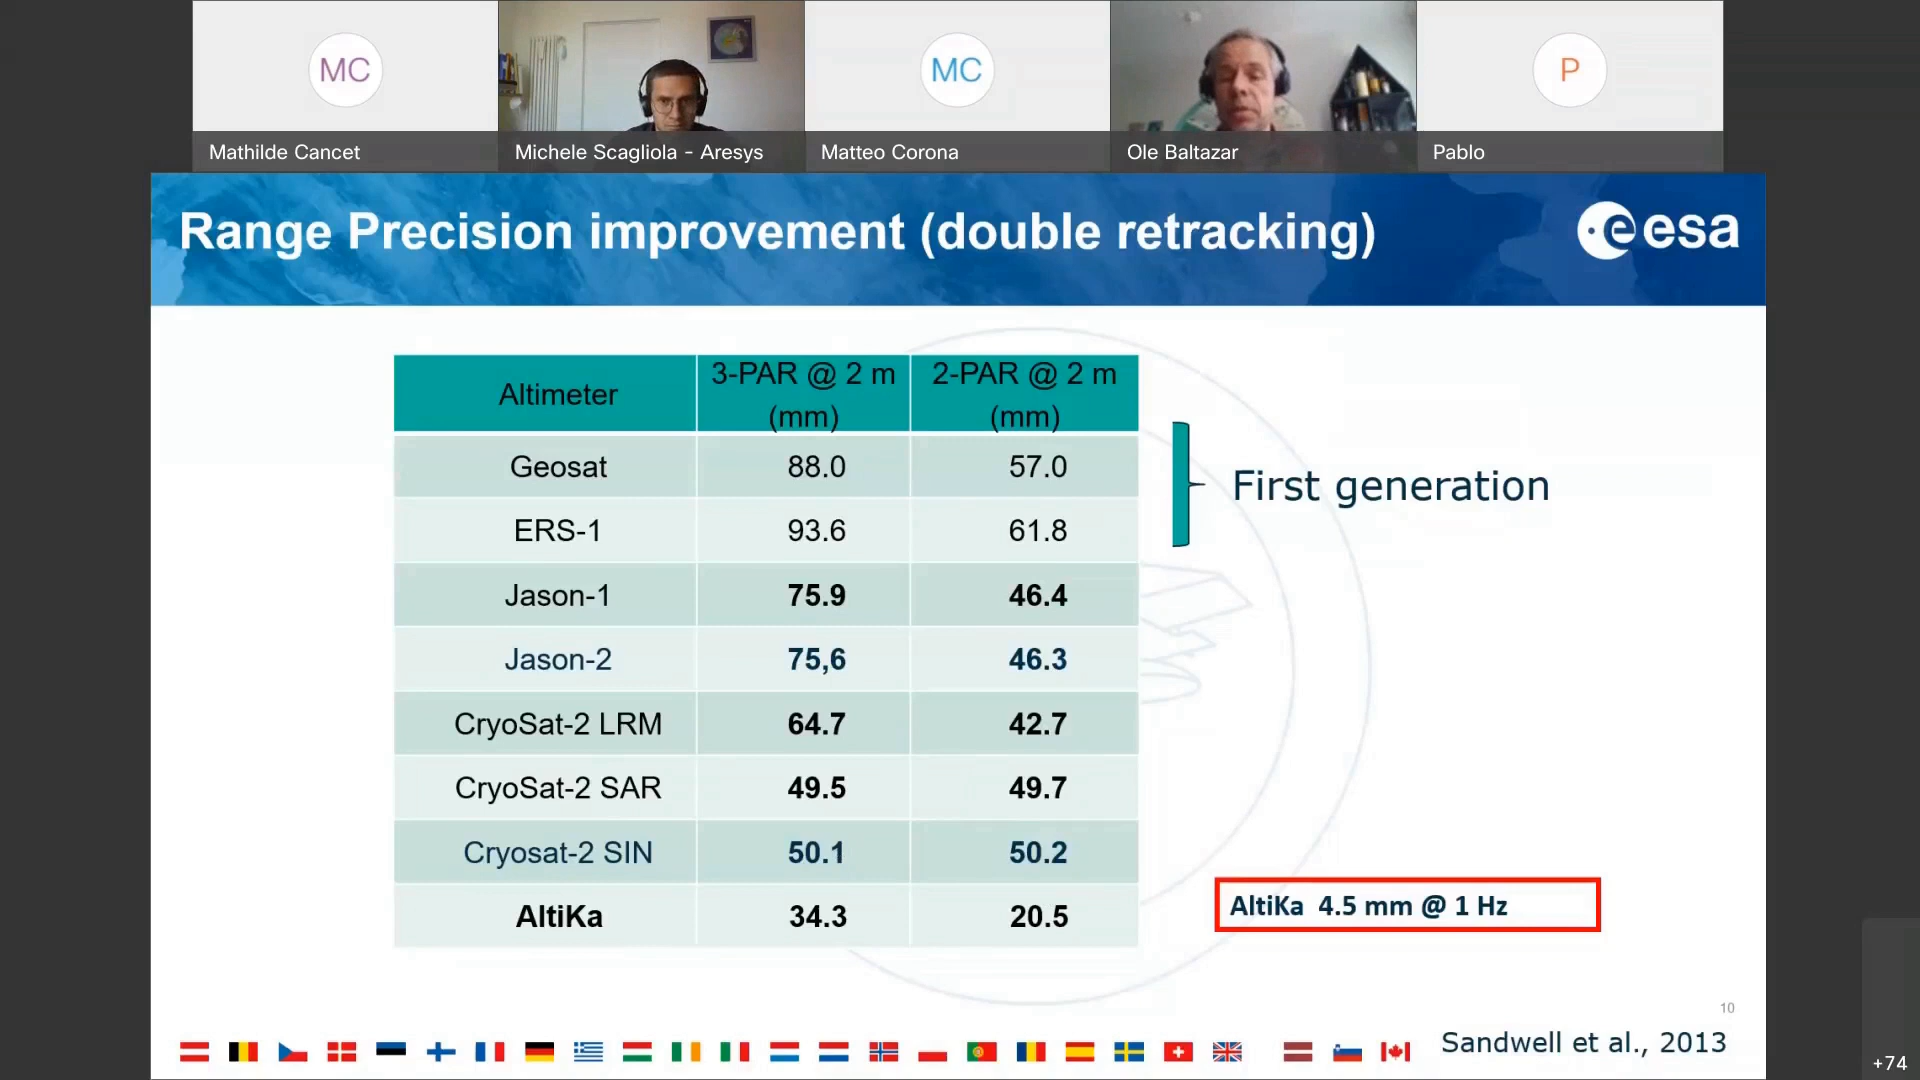 MC
MC
P
Mathilde Cancet
Michele Scagliola - Aresys
Matteo Corona
Ole Baltazar
Pablo
Range Precision improvement (double retracking)
esa
Altimeter
3-PAR @ 2 m
(mm)
2-PAR @ 2 m
(mm)
Geosat 88.0 57.0
ERS-1 93.6 61.8
Jason-1 75.9 46.4
Jason-2 75,6 46.3
CryoSat-2 LRM 64.7 42.7
CryoSat-2 SAR 49.5 49.7
Cryosat-2 SIN 50.1 50.2
AltiKa 34.3 20.5
First generation
AltiKa 4.5 mm @ 1 Hz
10
Sandwell et al., 2013
+74